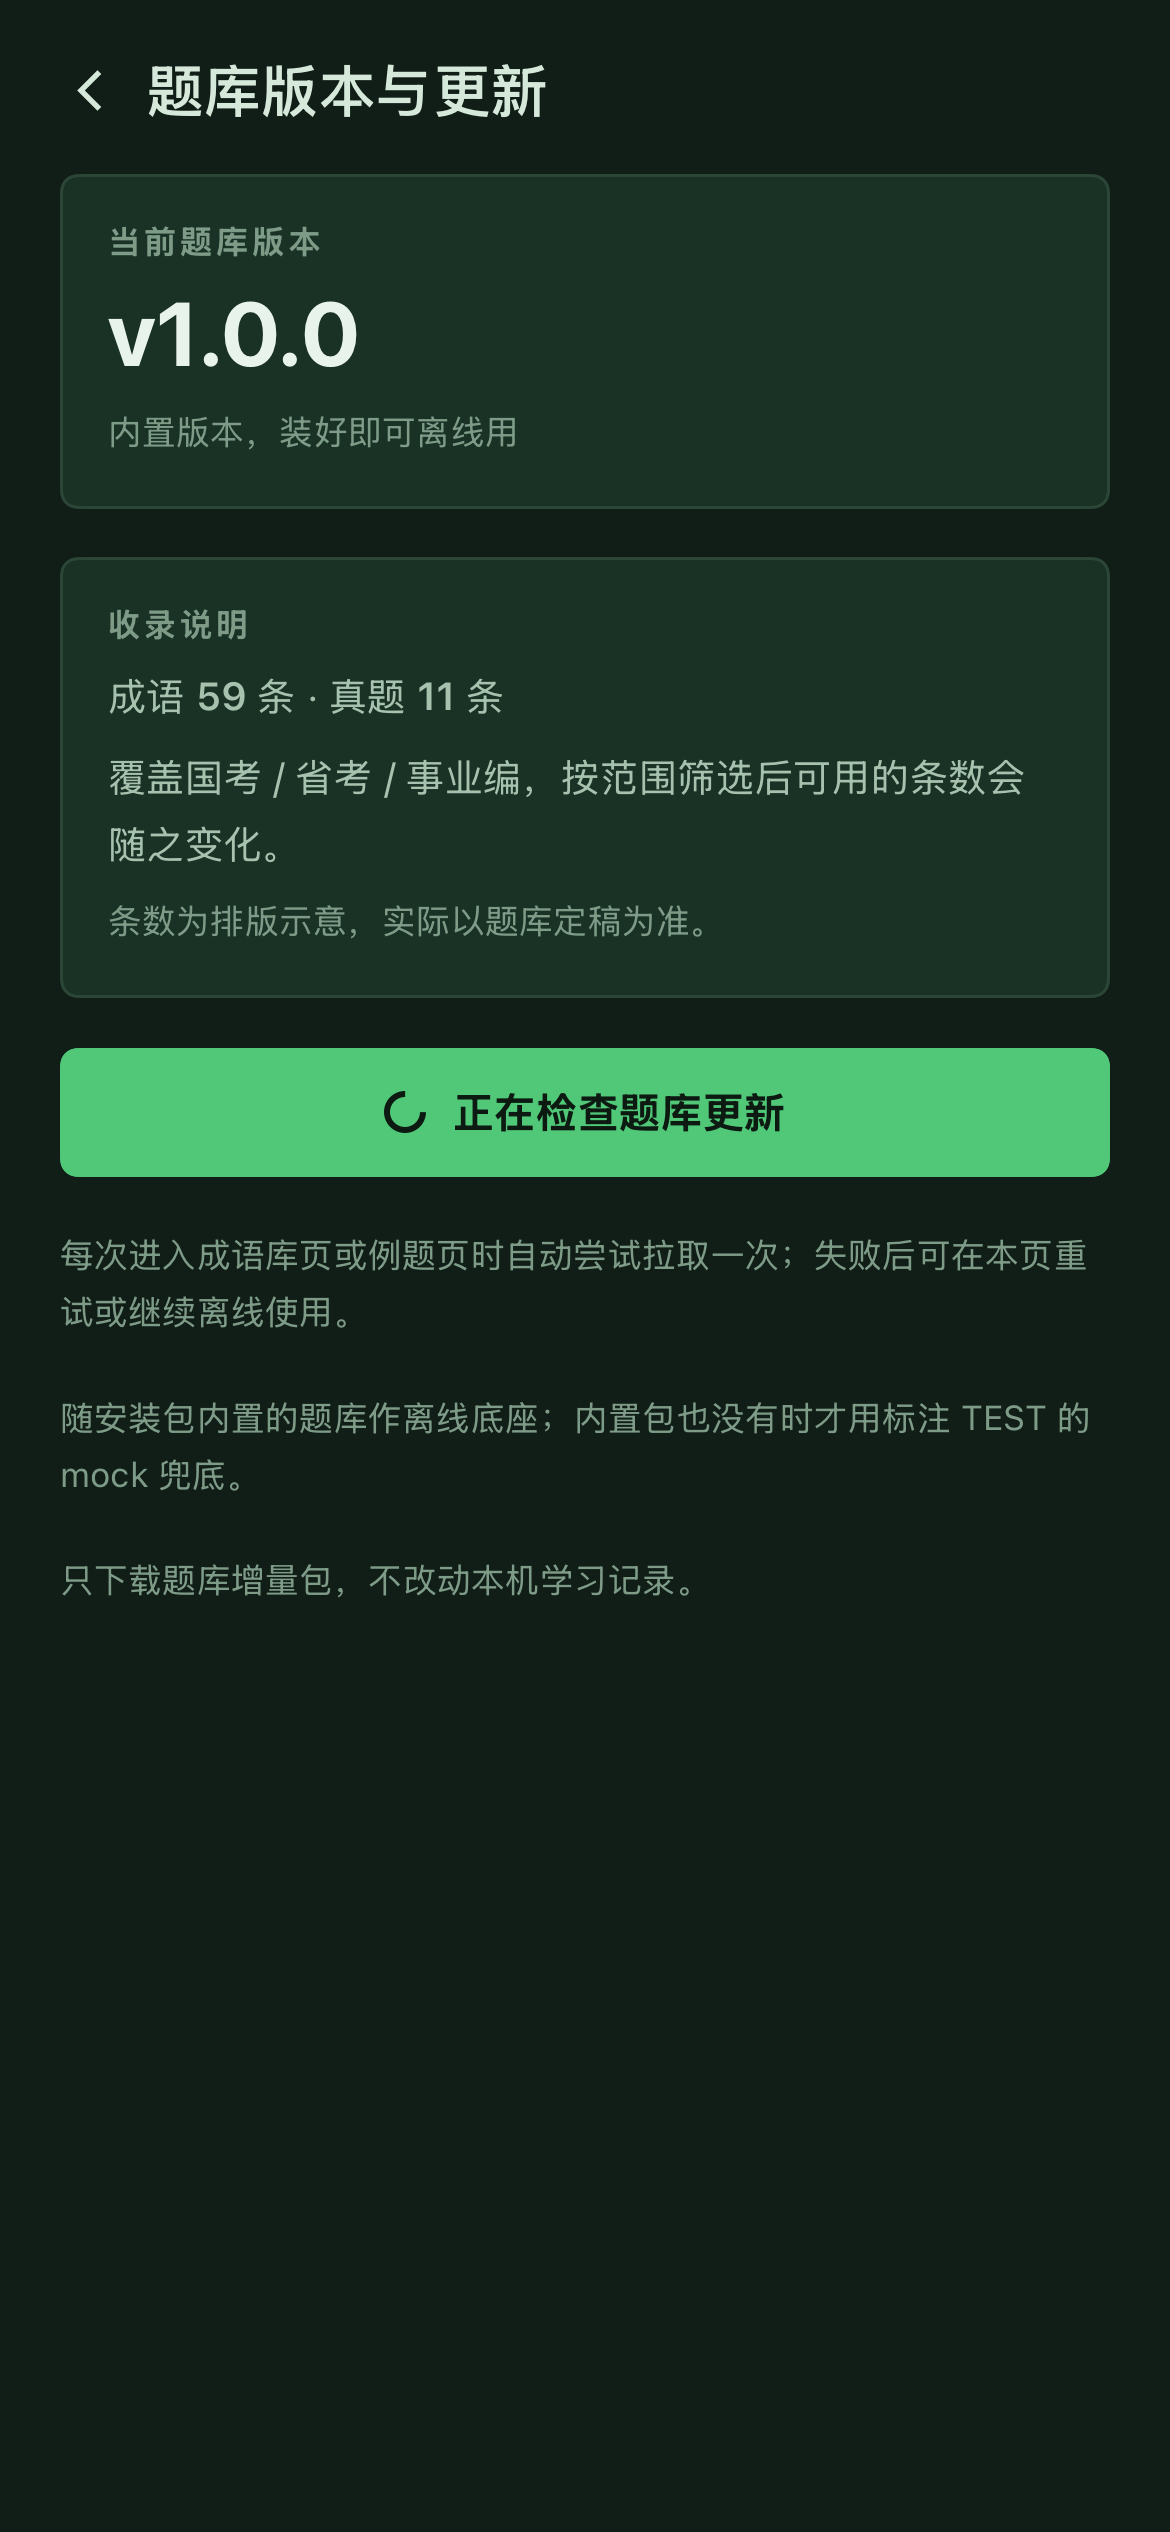 题库版本与更新
当前题库版本
v1.0.0
内置版本，装好即可离线用
收录说明
成语 59 条 · 真题 11 条
覆盖国考 / 省考 / 事业编，按范围筛选后可用的条数会
随之变化。
条数为排版示意，实际以题库定稿为准。
正在检查题库更新
每次进入成语库页或例题页时自动尝试拉取一次；失败后可在本页重
试或继续离线使用。
随安装包内置的题库作离线底座；内置包也没有时才用标注 TEST 的
mock 兜底。
只下载题库增量包，不改动本机学习记录。